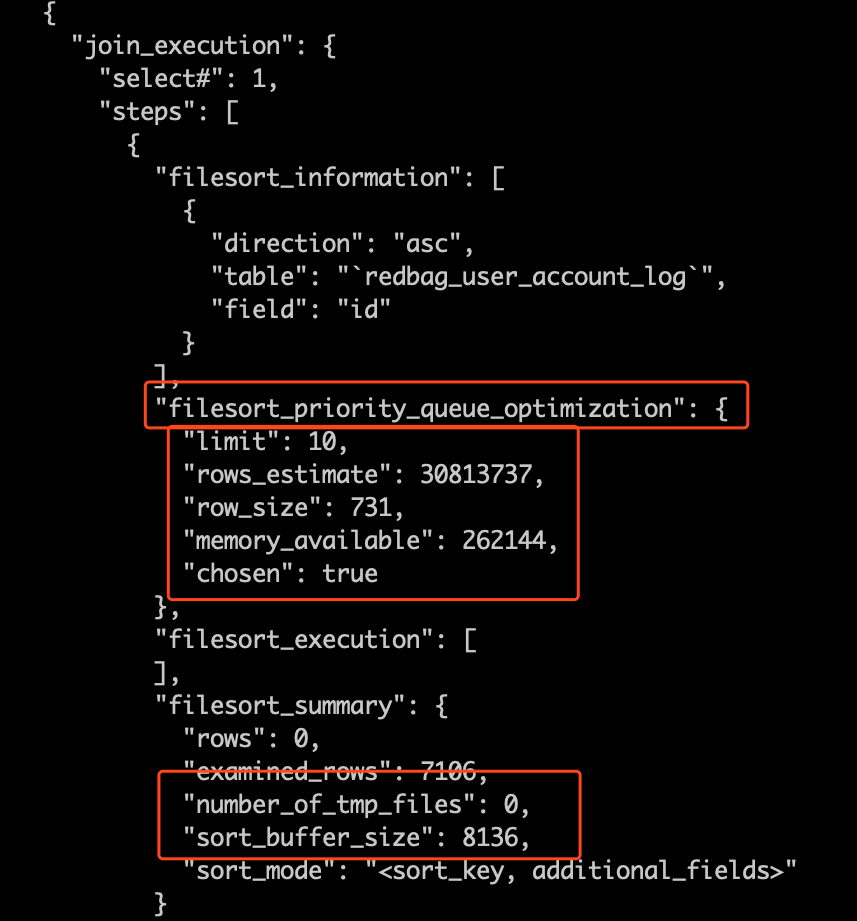 {
"join_execution": {
"select#": 1,
"steps": [
{
"filesort_information": [
{
"direction": "asc",
"table": "`redbag_user_account_log`",
"field": "id"
}
],
"filesort_priority_queue_optimization": {
"limit": 10,
"rows_estimate": 30813737,
"row_size": 731,
"memory_available": 262144,
"chosen": true
},
"filesort_execution": [
],
"filesort_summary": {
"rows": 0,
"examined_rows": 7106,
"number_of_tmp_files": 0,
"sort_buffer_size": 8136,
"sort_mode": "<sort_key, additional_fields>"
}